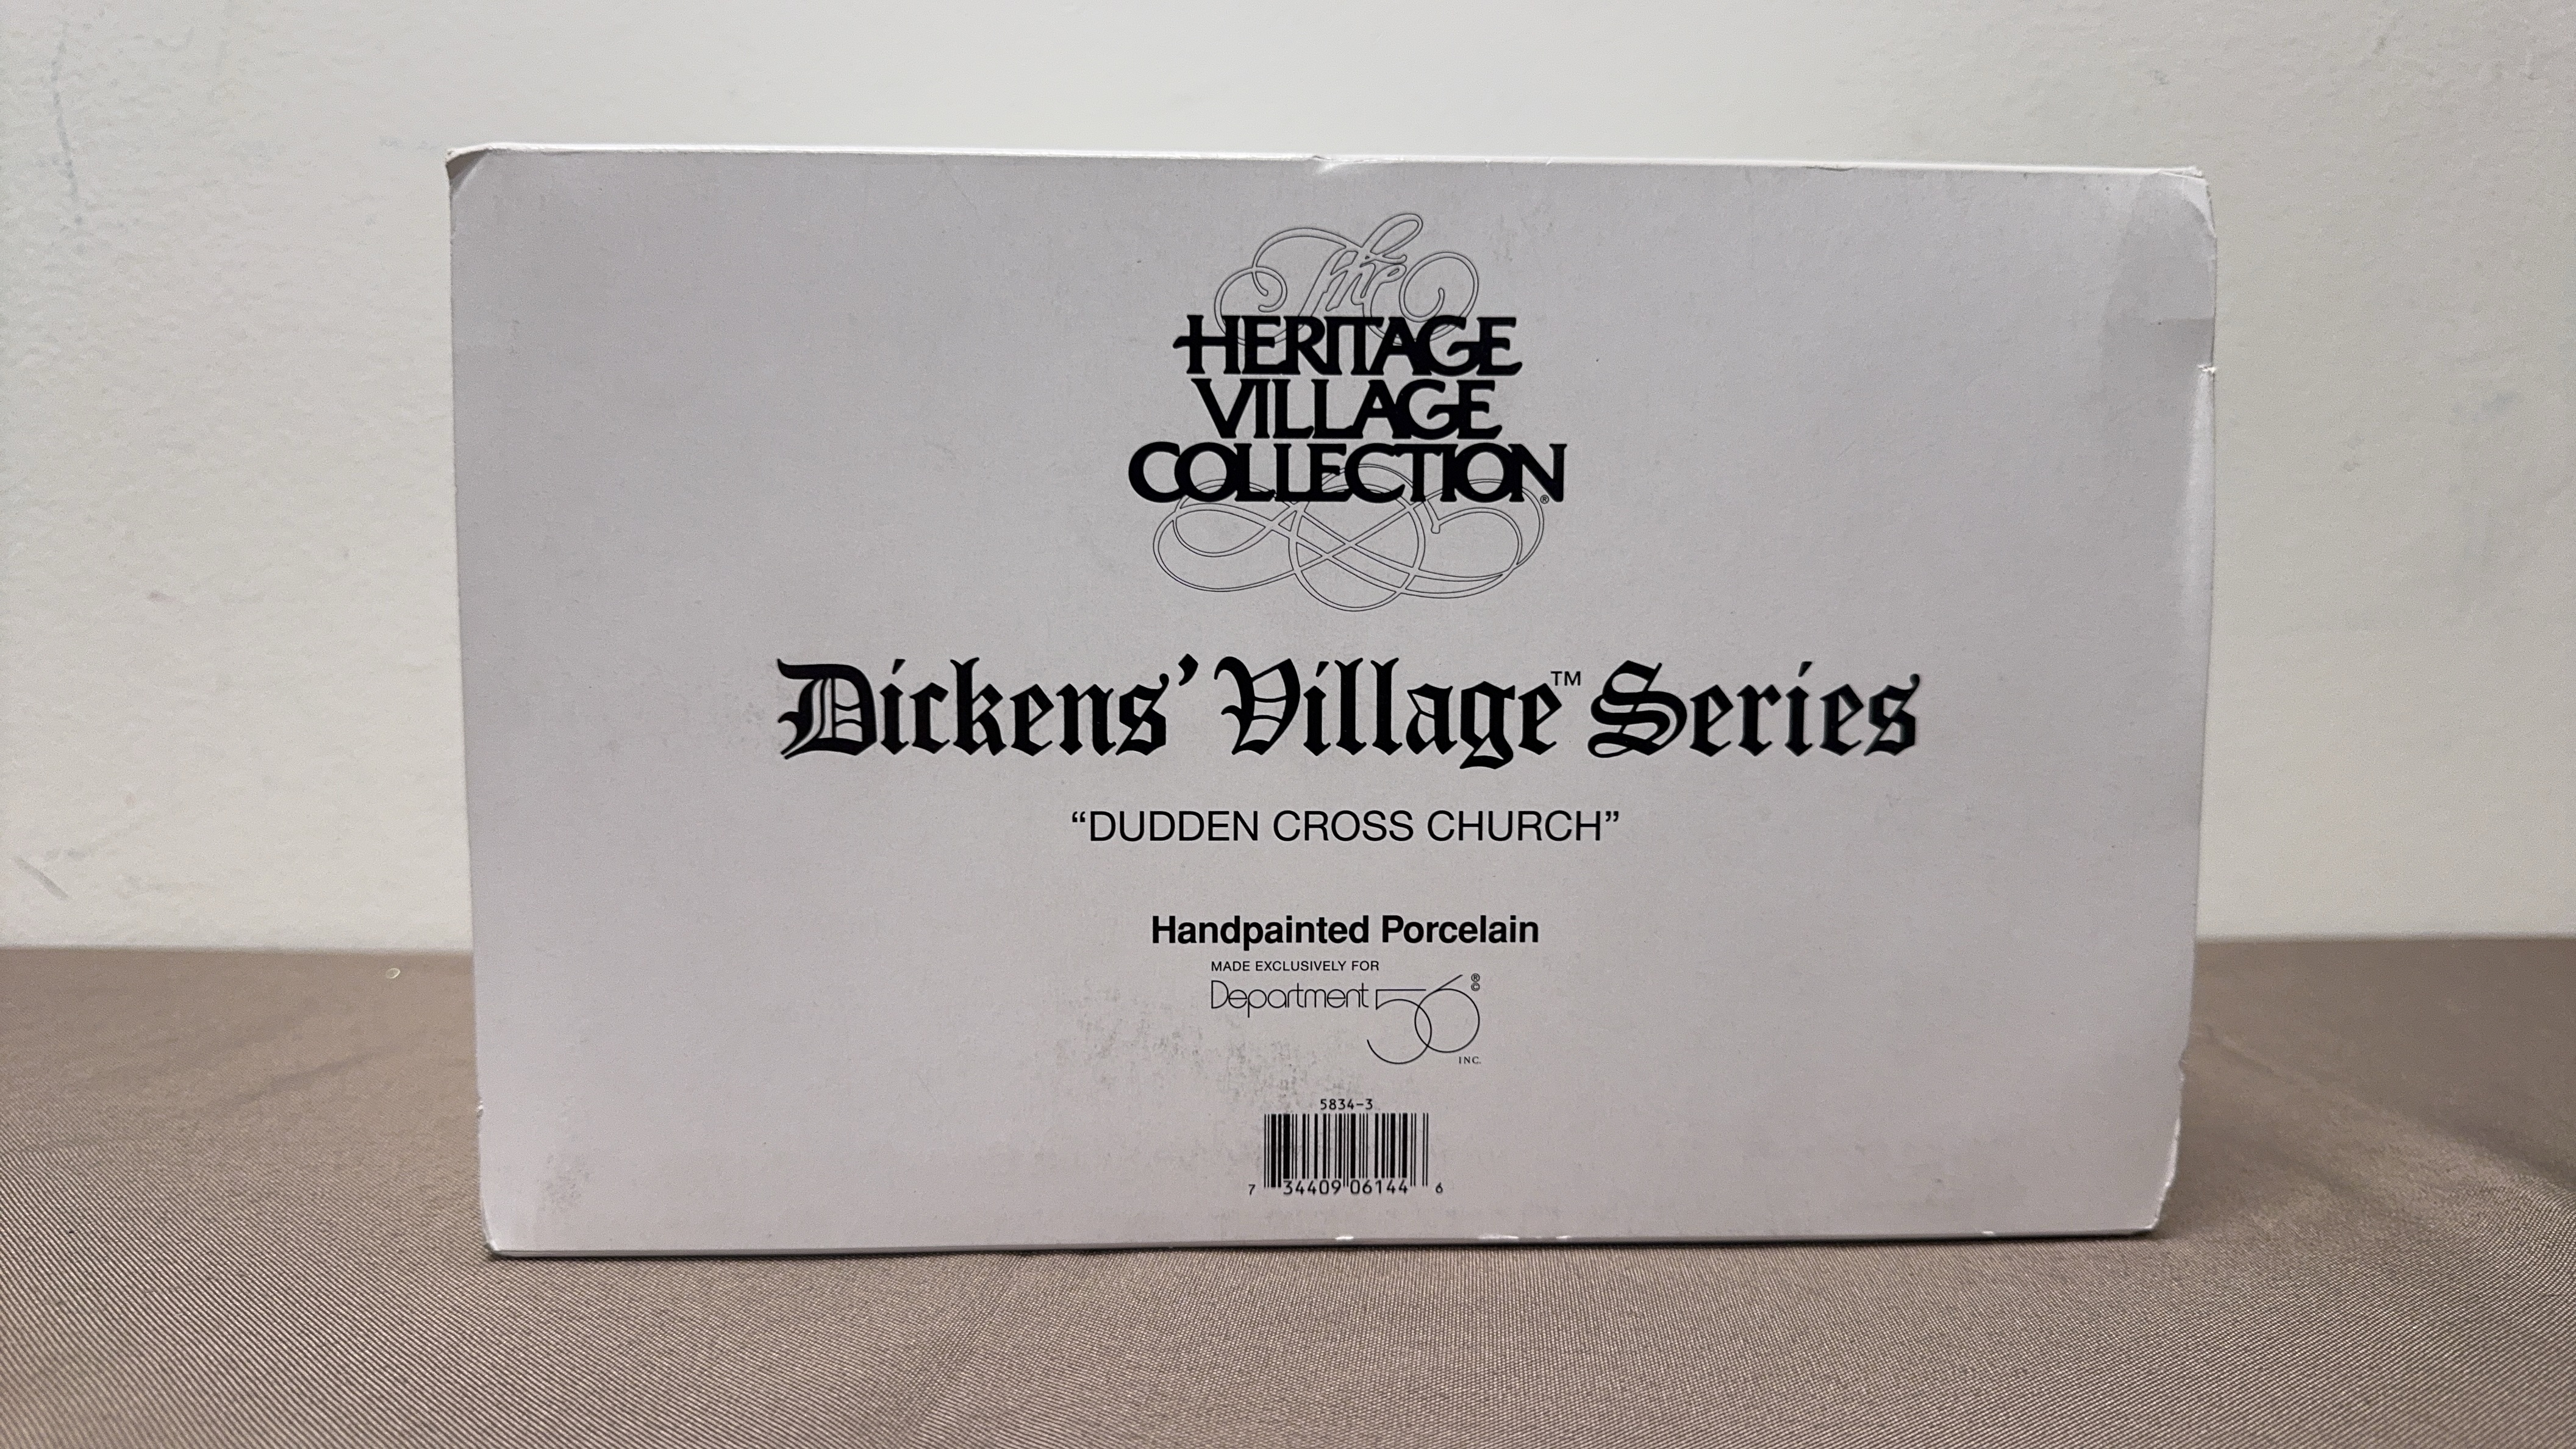 The
HERITAGE
VILLAGE
COLLECTION®
Dickens' Village™ Series
“DUDDEN CROSS CHURCH”
Handpainted Porcelain
MADE EXCLUSIVELY FOR
Department 56®©
INC.
5834-3
7 34409 06144 6